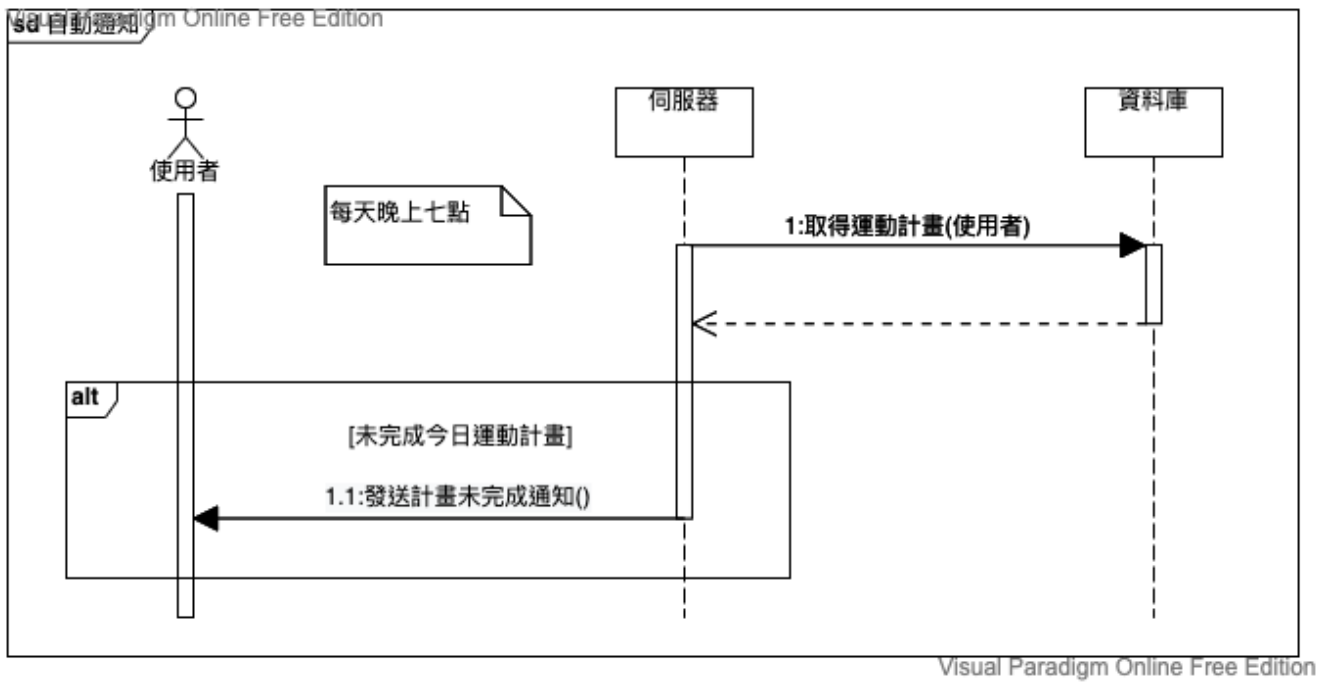 Visual Paradigm Online Free Edition
sd 自動通知
使用者
伺服器
資料庫
每天晚上七點
1:取得運動計畫(使用者)
alt
[未完成今日運動計畫]
1.1:發送計畫未完成通知()
Visual Paradigm Online Free Edition